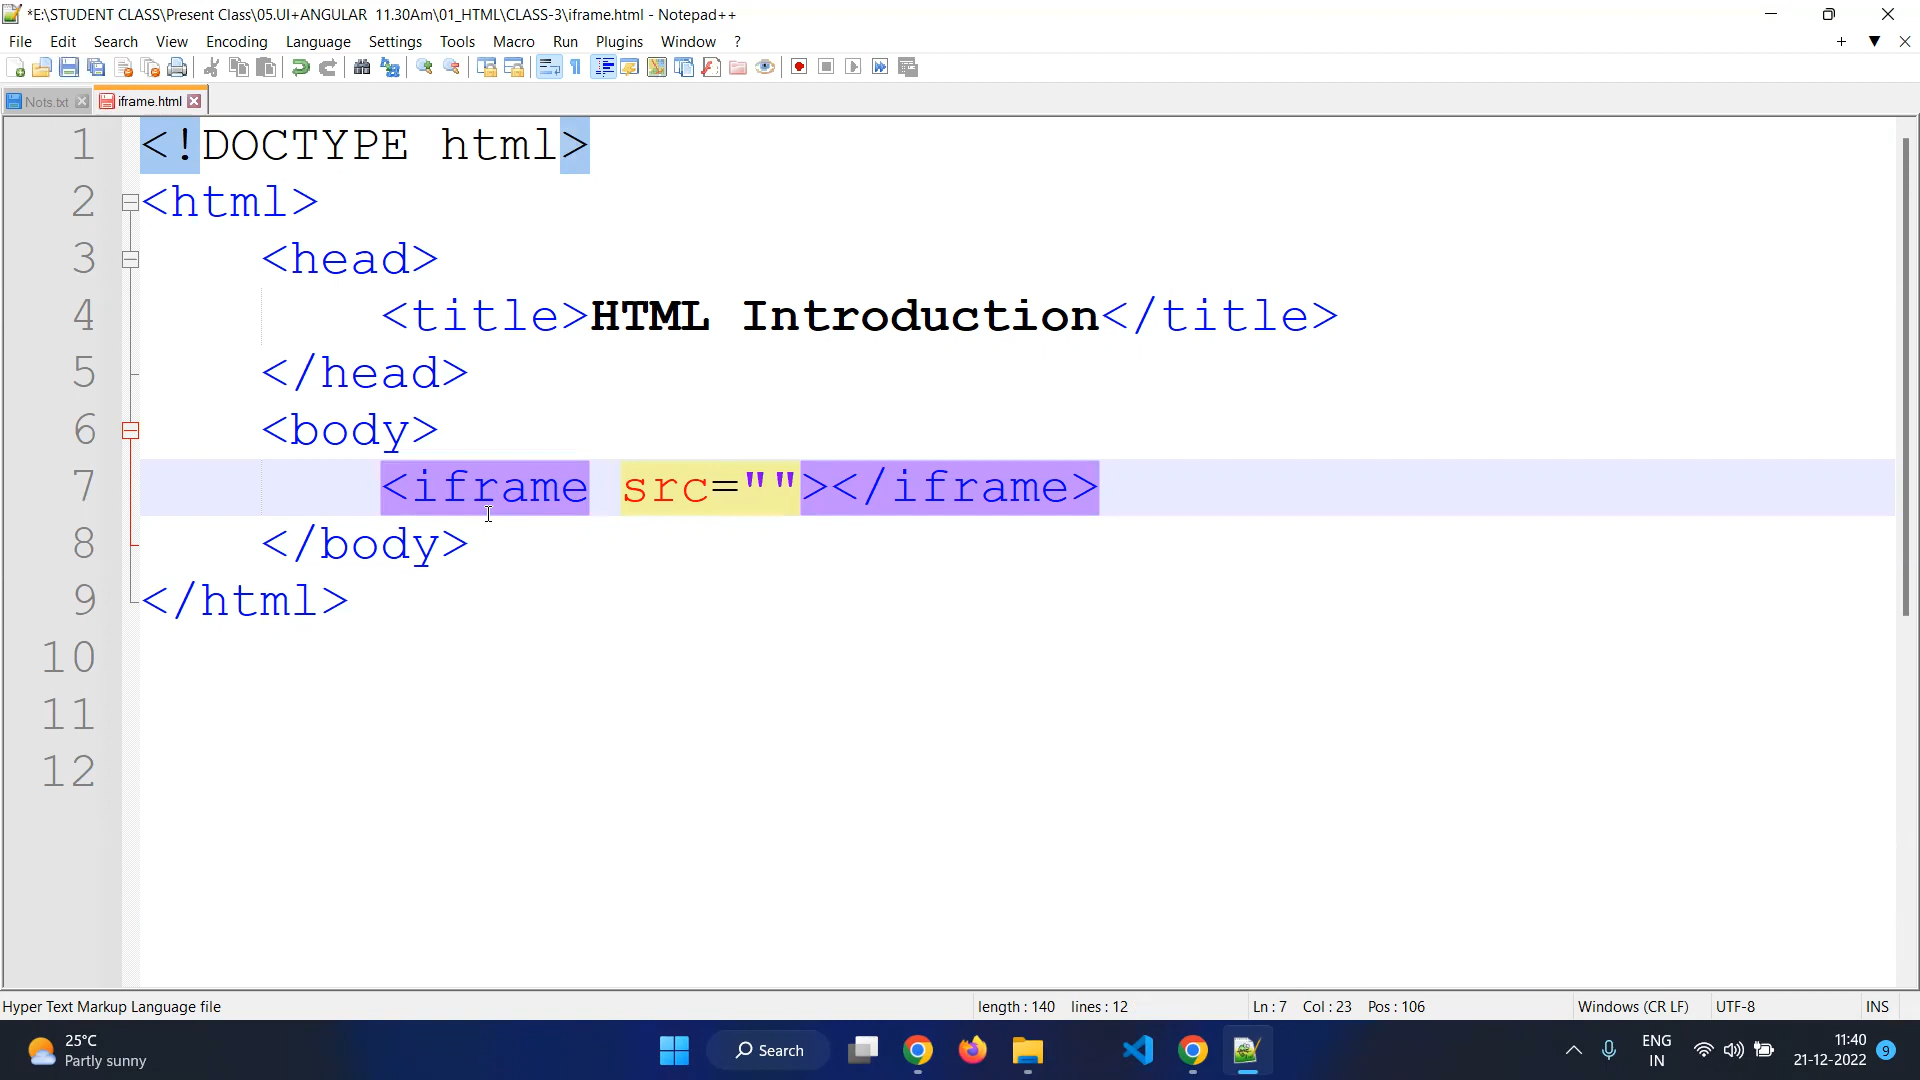 *E:\STUDENT CLASS\Present Class\05.UI+ANGULAR  11.30Am\01_HTML\CLASS-3\iframe.html - Notepad++
File Edit Search View Encoding Language Settings Tools Macro Run Plugins Window ?
Nots.txt iframe.html
1 <!DOCTYPE html>
2 <html>
3 <head>
4 <title>HTML Introduction</title>
5 </head>
6 <body>
7 <iframe src=""></iframe>
8 </body>
9 </html>
10
11
12
Hyper Text Markup Language file length : 140 lines : 12 Ln : 7 Col : 23 Pos : 106 Windows (CR LF) UTF-8 INS
25°C
Partly sunny
Search
ENG
IN
11:40
21-12-2022
9